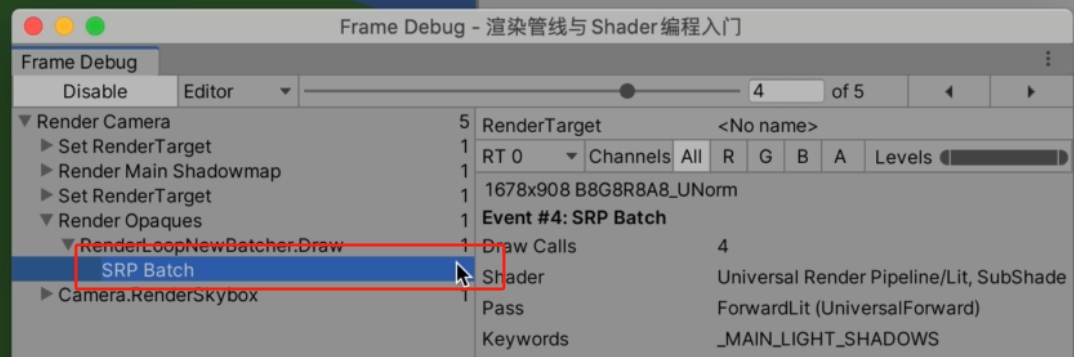 Frame Debug - 渲染管线与Shader编程入门
Frame Debug
Disable Editor 4 of 5
Render Camera 5
Set RenderTarget 1
Render Main Shadowmap 1
Set RenderTarget 1
Render Opaques 1
RenderLoopNewBatcher.Draw 1
SRP Batch
Camera.RenderSkybox 1
RenderTarget <No name>
RT 0 Channels All R G B A Levels
1678x908 B8G8R8A8_UNorm
Event #4: SRP Batch
Draw Calls 4
Shader Universal Render Pipeline/Lit, SubShade
Pass ForwardLit (UniversalForward)
Keywords _MAIN_LIGHT_SHADOWS